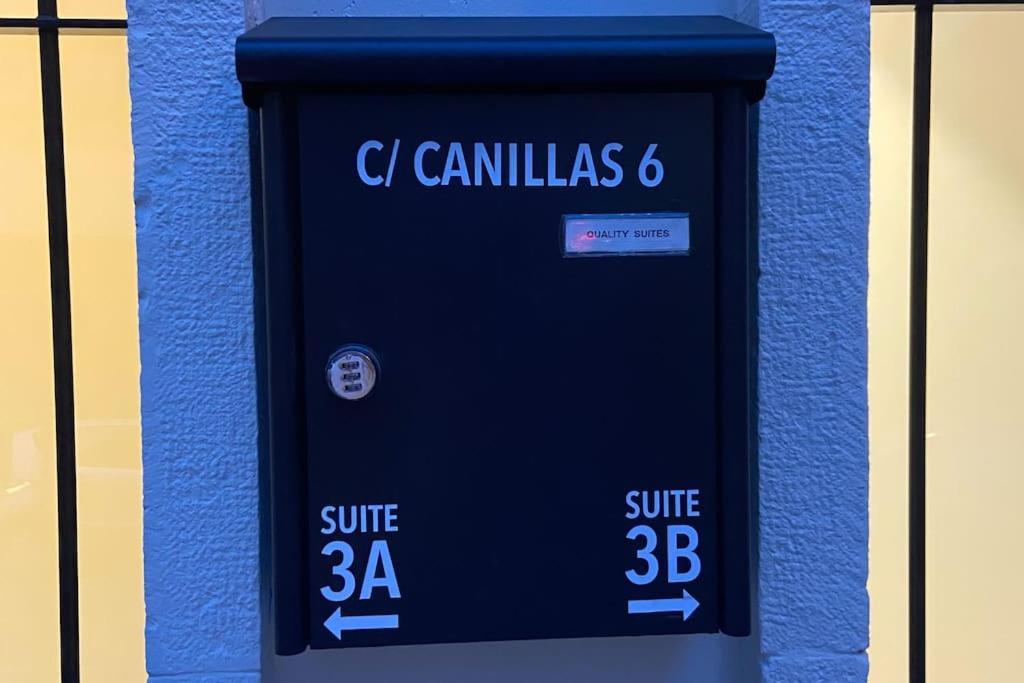 C/ CANILLAS 6
QUALITY SUITES
SUITE
3A
SUITE
3B